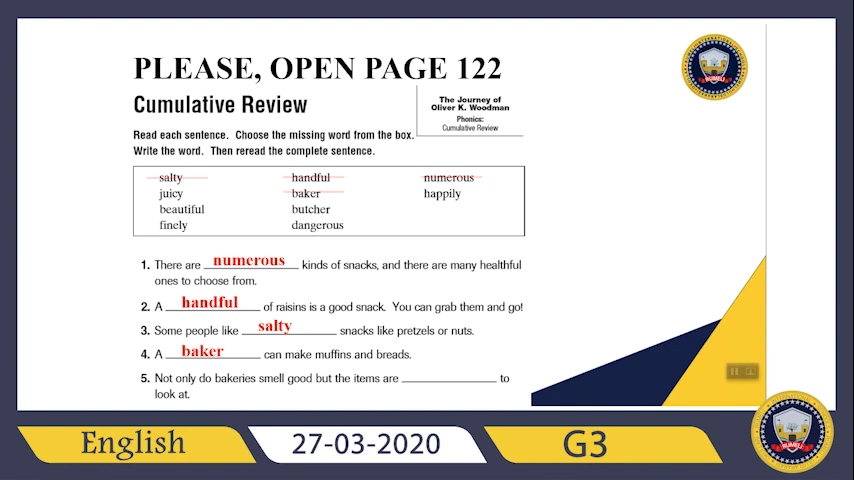 PLEASE, OPEN PAGE 122
Cumulative Review
The Journey of
Oliver K. Woodman
Phonics:
Cumulative Review
Read each sentence. Choose the missing word from the box.
Write the word. Then reread the complete sentence.
salty handful numerous
juicy baker happily
beautiful butcher
finely dangerous
1. There are numerous kinds of snacks, and there are many healthful
ones to choose from.
2. A handful of raisins is a good snack. You can grab them and go!
3. Some people like salty snacks like pretzels or nuts.
4. A baker can make muffins and breads.
5. Not only do bakeries smell good but the items are ____________ to
look at.
RUMELI
English
27-03-2020
G3
RUMELI